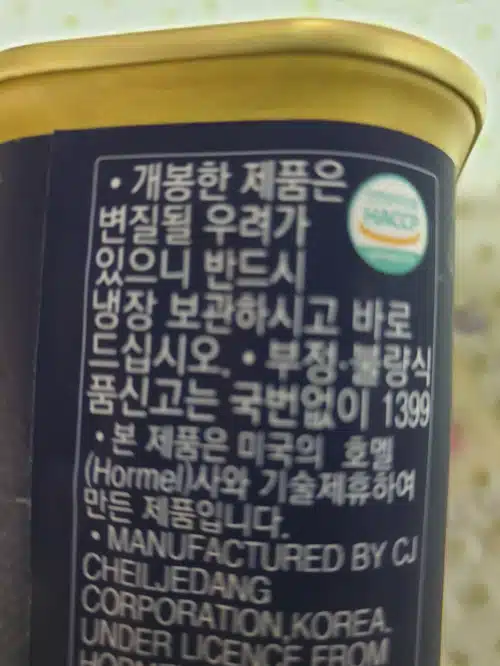 • 개봉한 제품은
변질될 우려가
있으니 반드시
냉장 보관하시고 바로
드십시오. • 부정·불량식
품신고는 국번없이 1399
• 본 제품은 미국의 호멜
(Hormel)사와 기술제휴하여
만든 제품입니다.
• MANUFACTURED BY CJ
CHEILJEDANG
CORPORATION,KOREA.
UNDER LICENCE FROM
HACCP